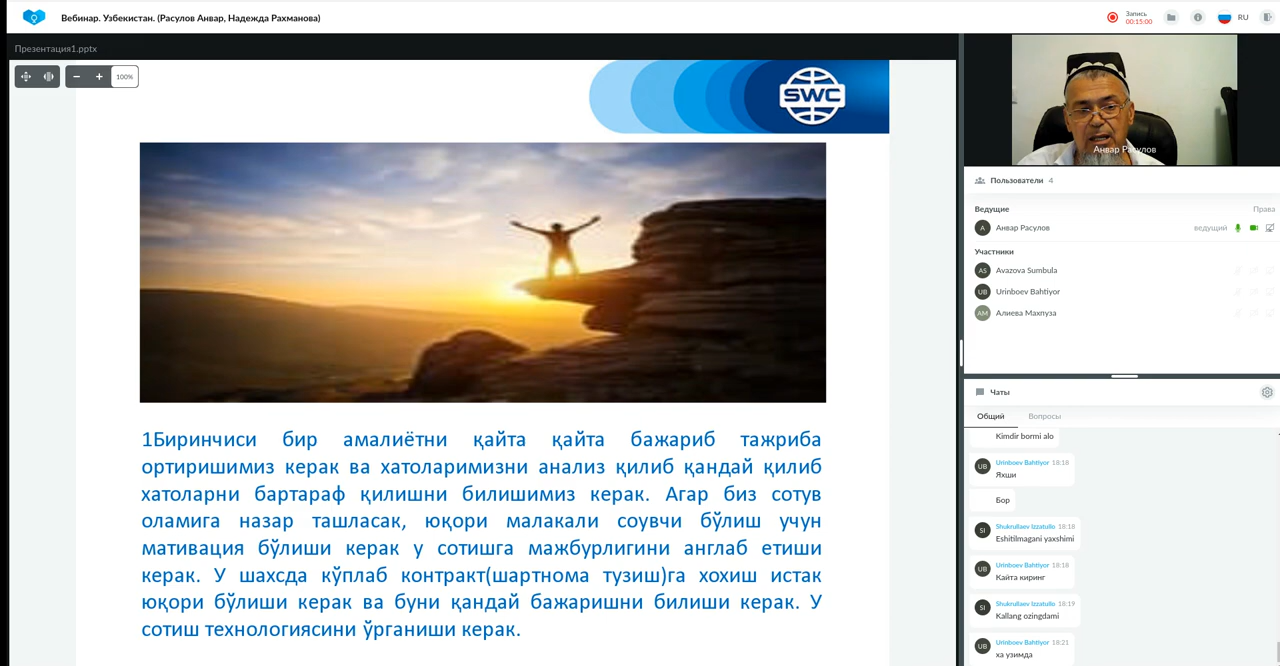 Вебинар. Узбекистан. (Расулов Анвар, Надежда Рахманова)
Запись
00:15:00
RU
Презентация1.pptx
100%
SWC
1Биринчиси бир амалиётни қайта қайта бажариб тажриба
ортиришимиз керак ва хатоларимизни анализ қилиб қандай қилиб
хатоларни бартараф қилишни билишимиз керак. Агар биз сотув
оламига назар ташласак, юқори малакали соувчи бўлиш учун
мативация бўлиши керак у сотишга мажбурлигини англаб етиши
керак. У шахсда кўплаб контракт(шартнома тузиш)га хохиш истак
юқори бўлиши керак ва буни қандай бажаришни билиши керак. У
сотиш технологиясини ўрганиши керак.
Анвар Расулов
Пользователи 4
Ведущие Права
А Анвар Расулов ведущий
Участники
AS Avazova Sumbula
UB Urinboev Bahtiyor
АМ Алиева Махпуза
Чаты
Общий Вопросы
Kimdir bormi alo
UB Urinboev Bahtiyor 18:18
Яхши
Бор
SI Shukrullaev Izzatullo 18:18
Eshitilmagani yaxshimi
UB Urinboev Bahtiyor 18:18
Кайта киринг
SI Shukrullaev Izzatullo 18:19
Kallang ozingdami
UB Urinboev Bahtiyor 18:21
ха узимда